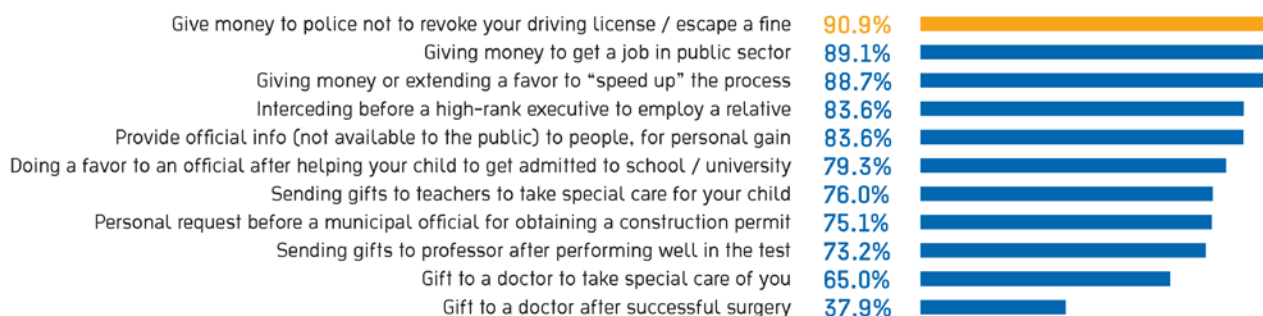 Give money to police not to revoke your driving license / escape a fine 90.9%
Giving money to get a job in public sector 89.1%
Giving money or extending a favor to “speed up” the process 88.7%
Interceding before a high-rank executive to employ a relative 83.6%
Provide official info (not available to the public) to people, for personal gain 83.6%
Doing a favor to an official after helping your child to get admitted to school / university 79.3%
Sending gifts to teachers to take special care for your child 76.0%
Personal request before a municipal official for obtaining a construction permit 75.1%
Sending gifts to professor after performing well in the test 73.2%
Gift to a doctor to take special care of you 65.0%
Gift to a doctor after successful surgery 37.9%